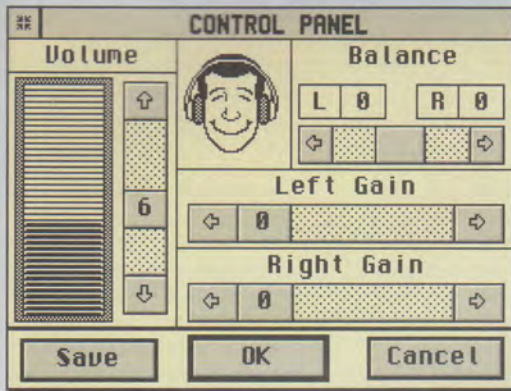 CONTROL PANEL
Volume
Balance
L 0 R 0
6
Left Gain
0
Right Gain
0
Save OK Cancel